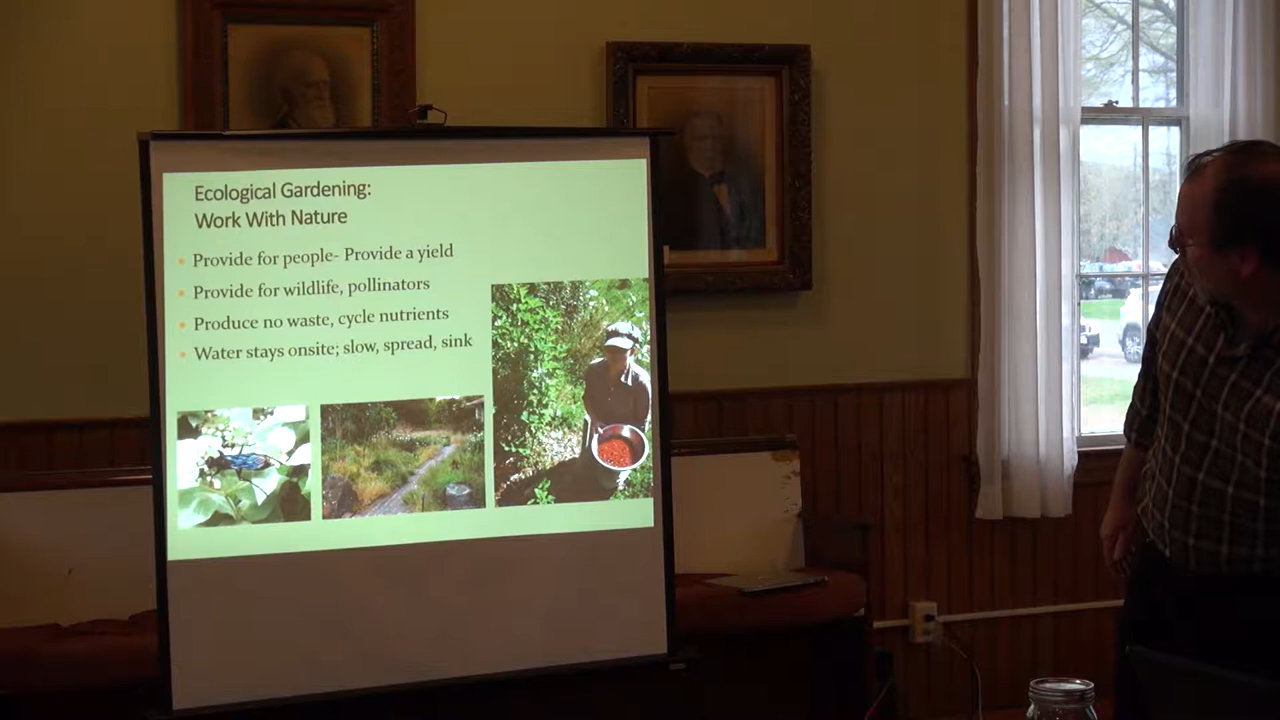 Ecological Gardening:
Work With Nature
Provide for people- Provide a yield
Provide for wildlife, pollinators
Produce no waste, cycle nutrients
Water stays onsite; slow, spread, sink